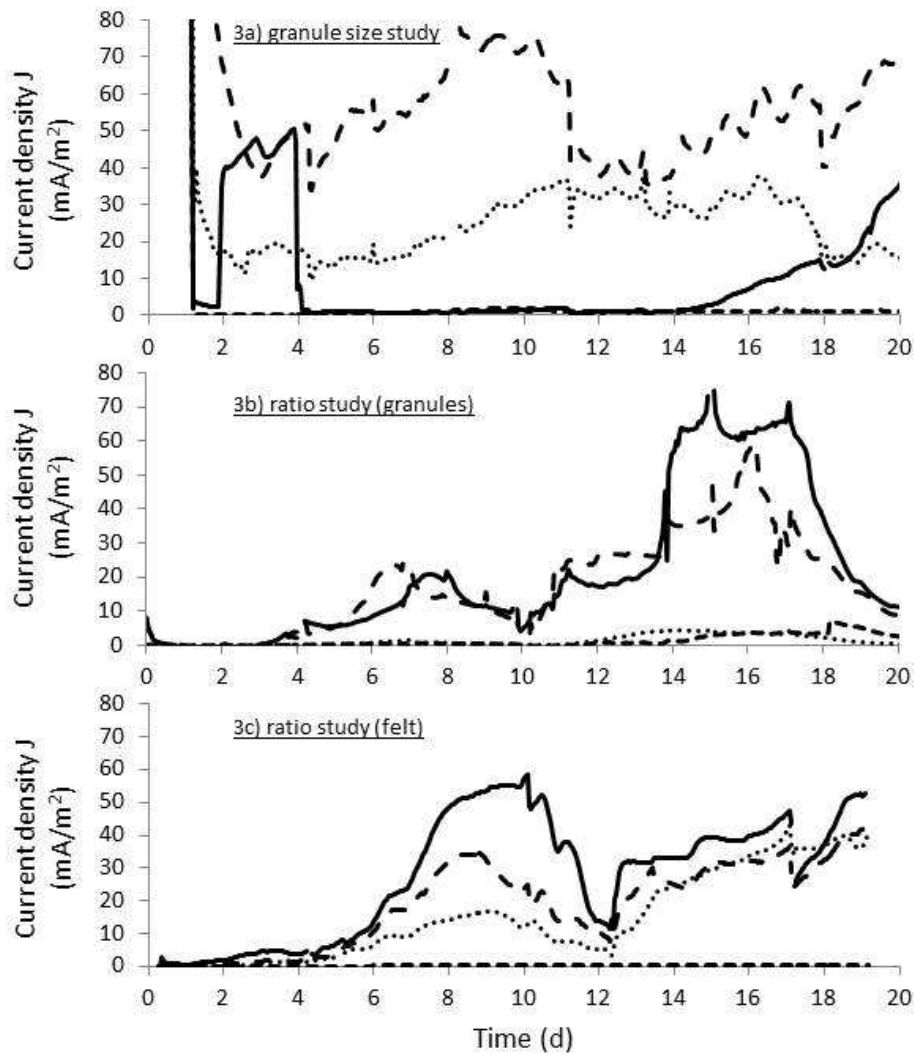 3a) granule size study
Current density J
(mA/m²)
80
70
60
50
40
30
20
10
0
0 2 4 6 8 10 12 14 16 18 20
3b) ratio study (granules)
Current density J
(mA/m²)
80
70
60
50
40
30
20
10
0
0 2 4 6 8 10 12 14 16 18 20
3c) ratio study (felt)
Current density J
(mA/m²)
80
70
60
50
40
30
20
10
0
0 2 4 6 8 10 12 14 16 18 20
Time (d)